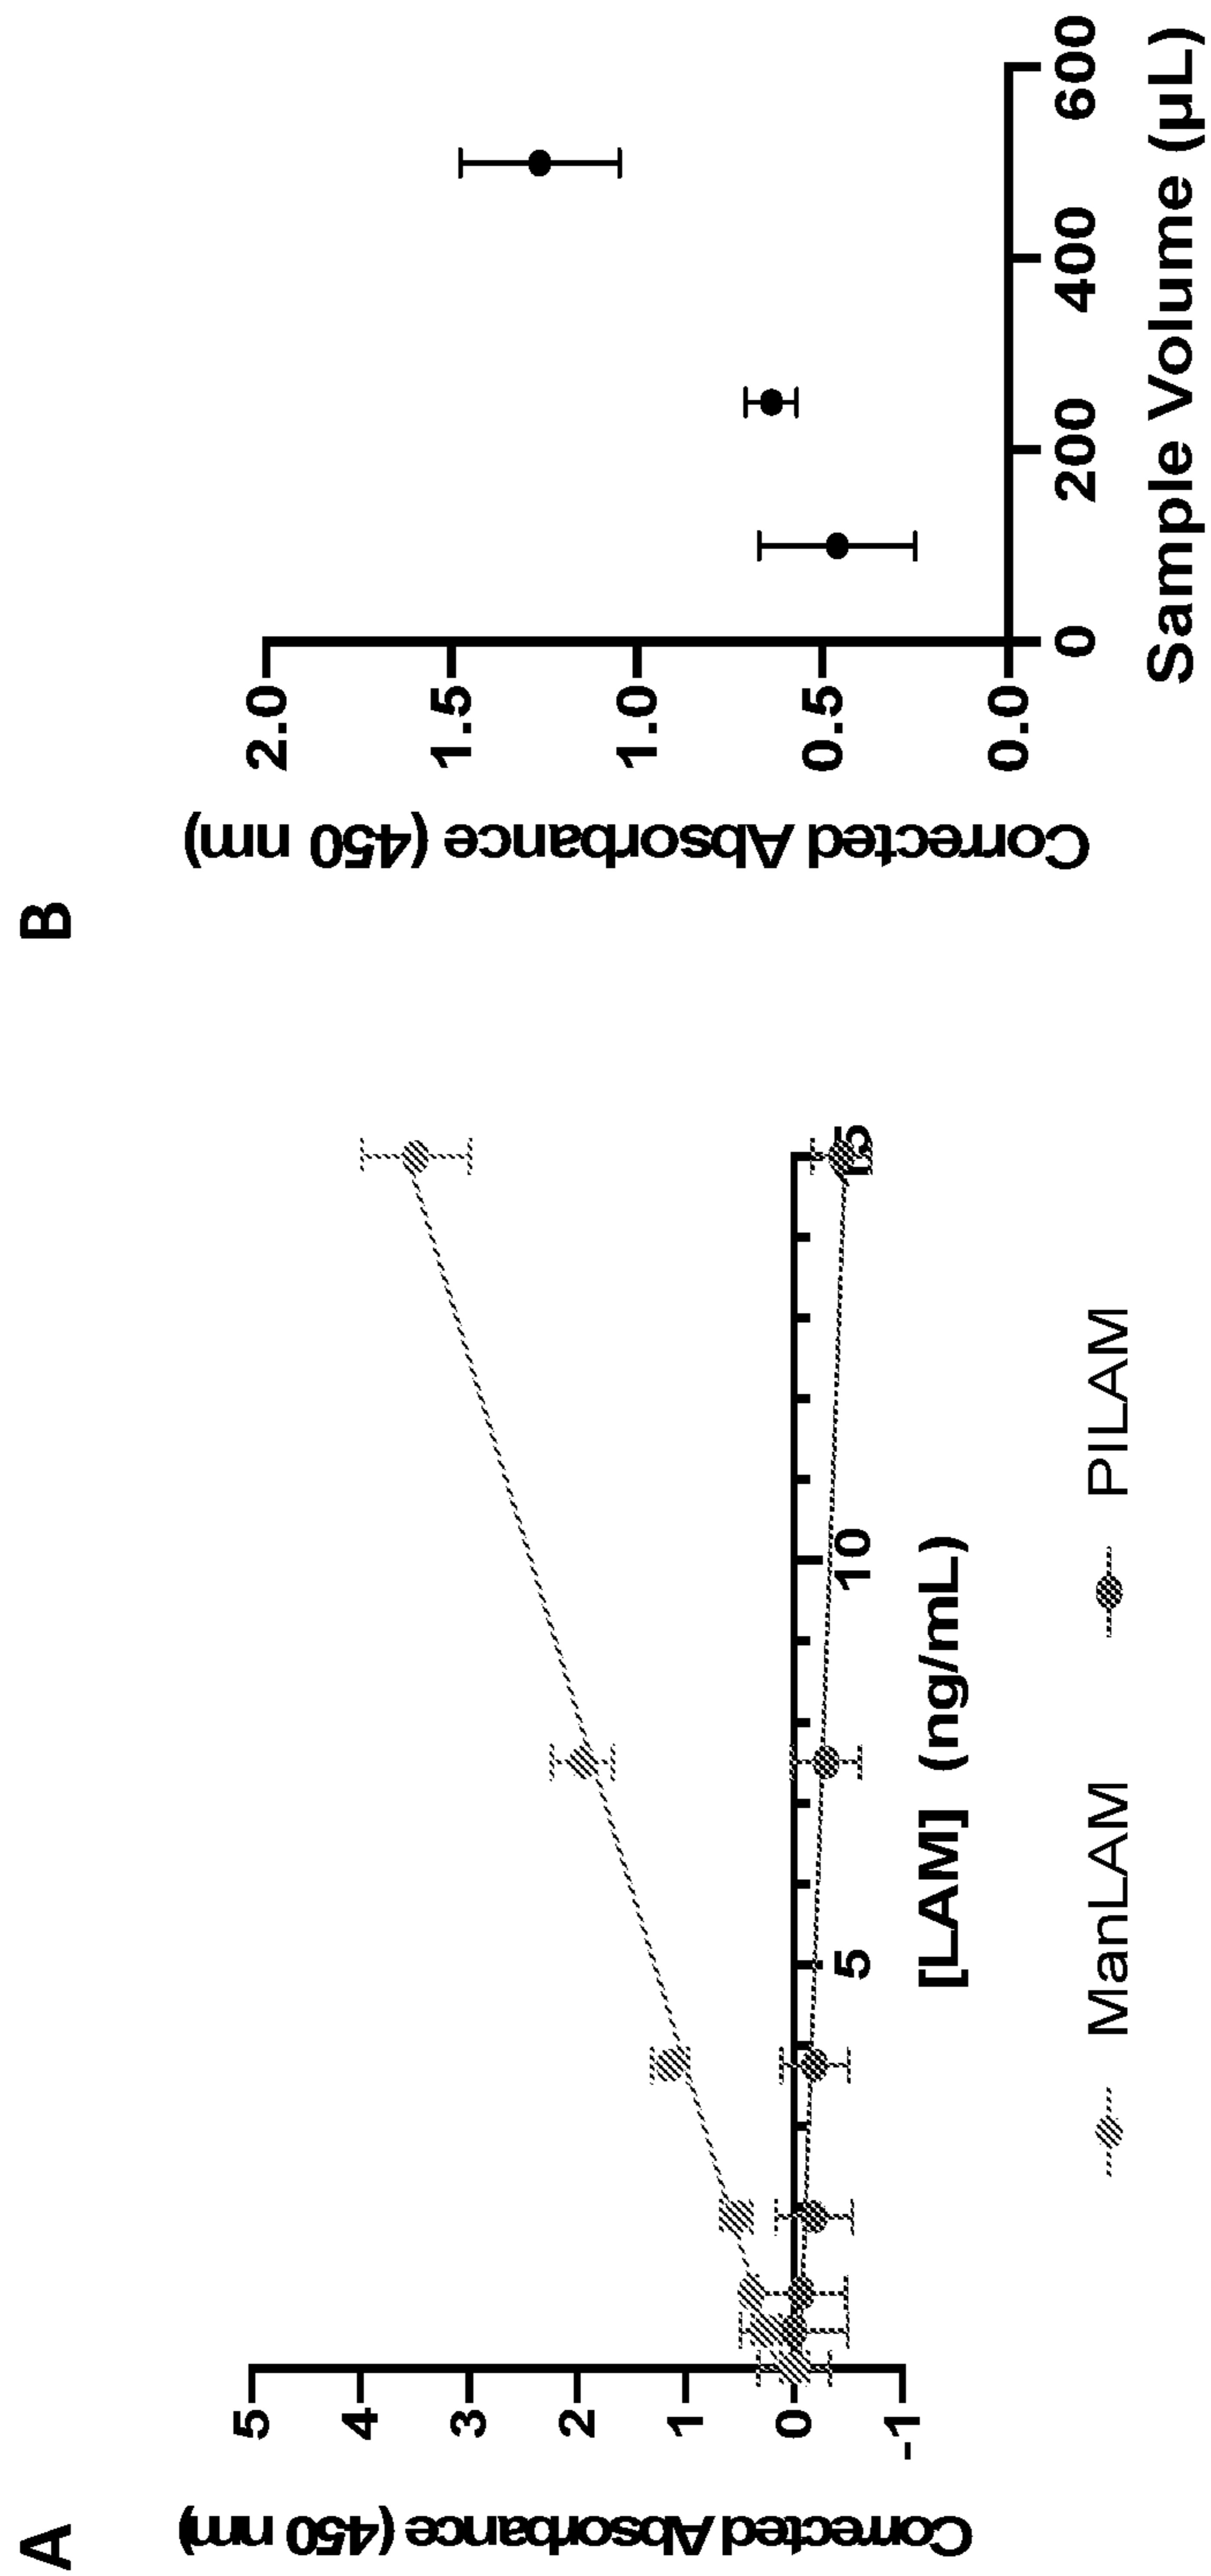 A
Corrected Absorbance (450 nm)
5
4
3
2
1
0
-1
5
10
15
[LAM] (ng/mL)
ManLAM
PILAM
B
Corrected Absorbance (450 nm)
2.0
1.5
1.0
0.5
0.0
0
200
400
600
Sample Volume (µL)